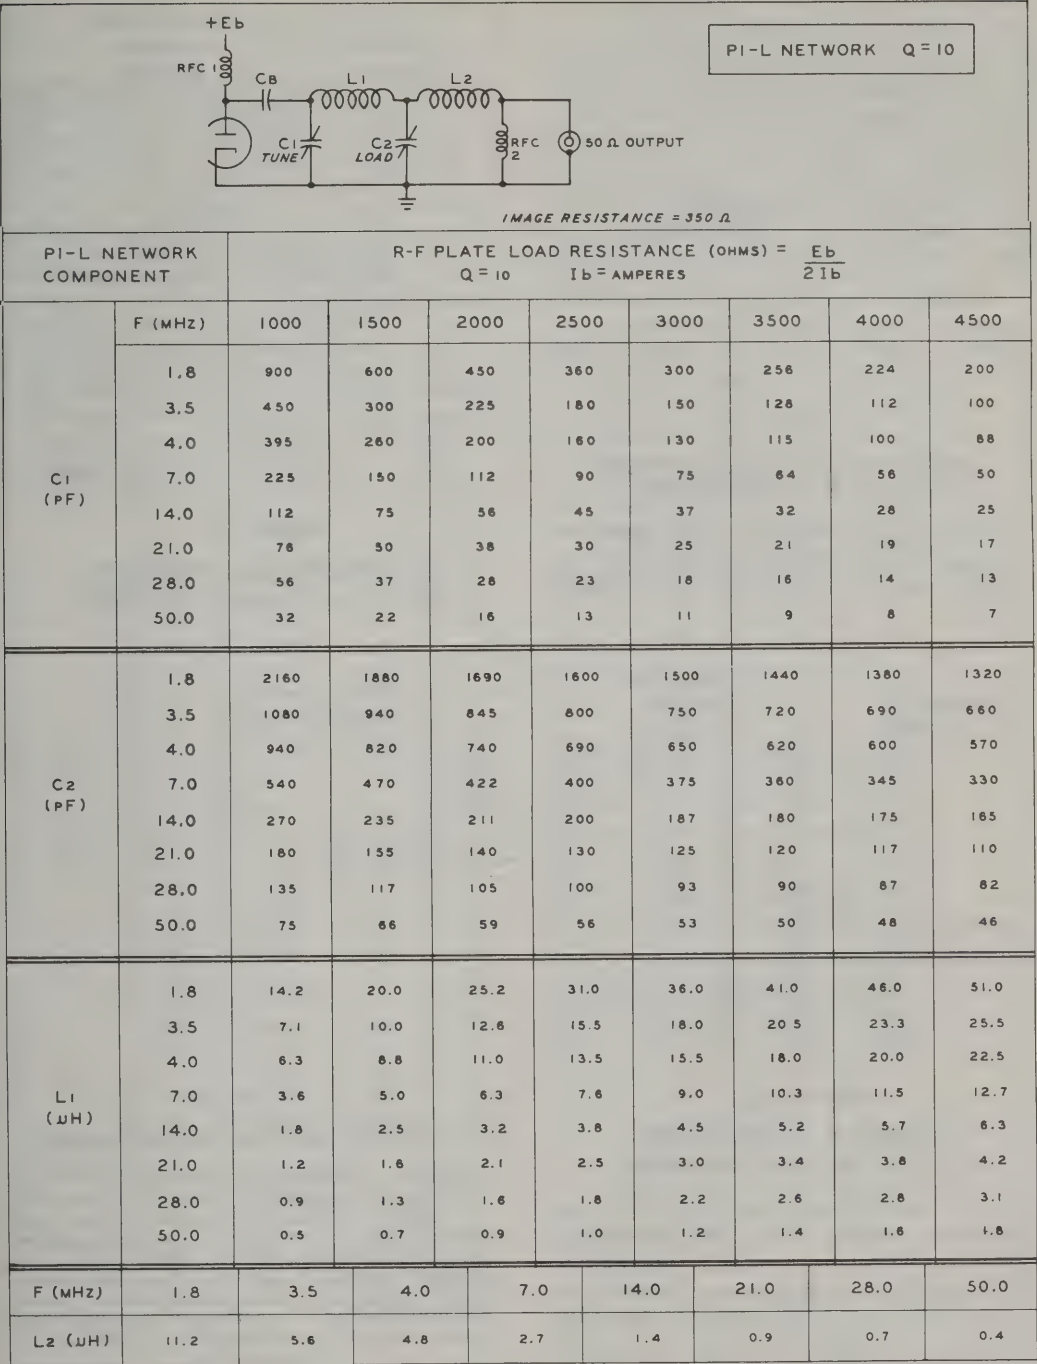 +Eb
PI-L NETWORK Q=10
RFC 1
CB
L1
L2
C1
TUNE
C2
LOAD
RFC
2
50 Ω OUTPUT
IMAGE RESISTANCE = 350 Ω
PI-L NETWORK
COMPONENT
R-F PLATE LOAD RESISTANCE (OHMS) = Eb
2 Ib
Q = 10 Ib = AMPERES
F (MHZ) 1000 1500 2000 2500 3000 3500 4000 4500
C1
(PF)
1.8 900 600 450 360 300 256 224 200
3.5 450 300 225 180 150 128 112 100
4.0 395 260 200 160 130 115 100 88
7.0 225 150 112 90 75 64 56 50
14.0 112 75 56 45 37 32 28 25
21.0 76 50 38 30 25 21 19 17
28.0 56 37 28 23 18 16 14 13
50.0 32 22 16 13 11 9 8 7
C2
(PF)
1.8 2160 1880 1690 1600 1500 1440 1380 1320
3.5 1080 940 845 800 750 720 690 660
4.0 940 820 740 690 650 620 600 570
7.0 540 470 422 400 375 360 345 330
14.0 270 235 211 200 187 180 175 165
21.0 180 155 140 130 125 120 117 110
28.0 135 117 105 100 93 90 87 82
50.0 75 66 59 56 53 50 48 46
L1
(µH)
1.8 14.2 20.0 25.2 31.0 36.0 41.0 46.0 51.0
3.5 7.1 10.0 12.6 15.5 18.0 20 5 23.3 25.5
4.0 6.3 8.8 11.0 13.5 15.5 18.0 20.0 22.5
7.0 3.6 5.0 6.3 7.6 9.0 10.3 11.5 12.7
14.0 1.8 2.5 3.2 3.8 4.5 5.2 5.7 6.3
21.0 1.2 1.6 2.1 2.5 3.0 3.4 3.8 4.2
28.0 0.9 1.3 1.6 1.8 2.2 2.6 2.8 3.1
50.0 0.5 0.7 0.9 1.0 1.2 1.4 1.6 1.8
F (MHZ) 1.8 3.5 4.0 7.0 14.0 21.0 28.0 50.0
L2 (µH) 11.2 5.6 4.8 2.7 1.4 0.9 0.7 0.4